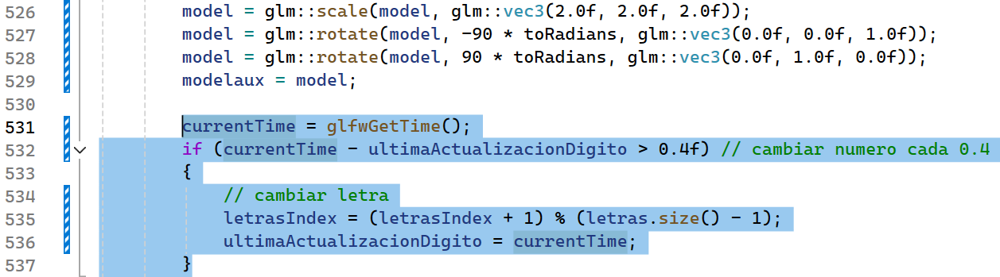 526 model = glm::scale(model, glm::vec3(2.0f, 2.0f, 2.0f));
527 model = glm::rotate(model, -90 * toRadians, glm::vec3(0.0f, 0.0f, 1.0f));
528 model = glm::rotate(model, 90 * toRadians, glm::vec3(0.0f, 1.0f, 0.0f));
529 modelaux = model;
530
531 currentTime = glfwGetTime();
532 if (currentTime - ultimaActualizacionDigito > 0.4f) // cambiar numero cada 0.4
533 {
534 // cambiar letra
535 letrasIndex = (letrasIndex + 1) % (letras.size() - 1);
536 ultimaActualizacionDigito = currentTime;
537 }